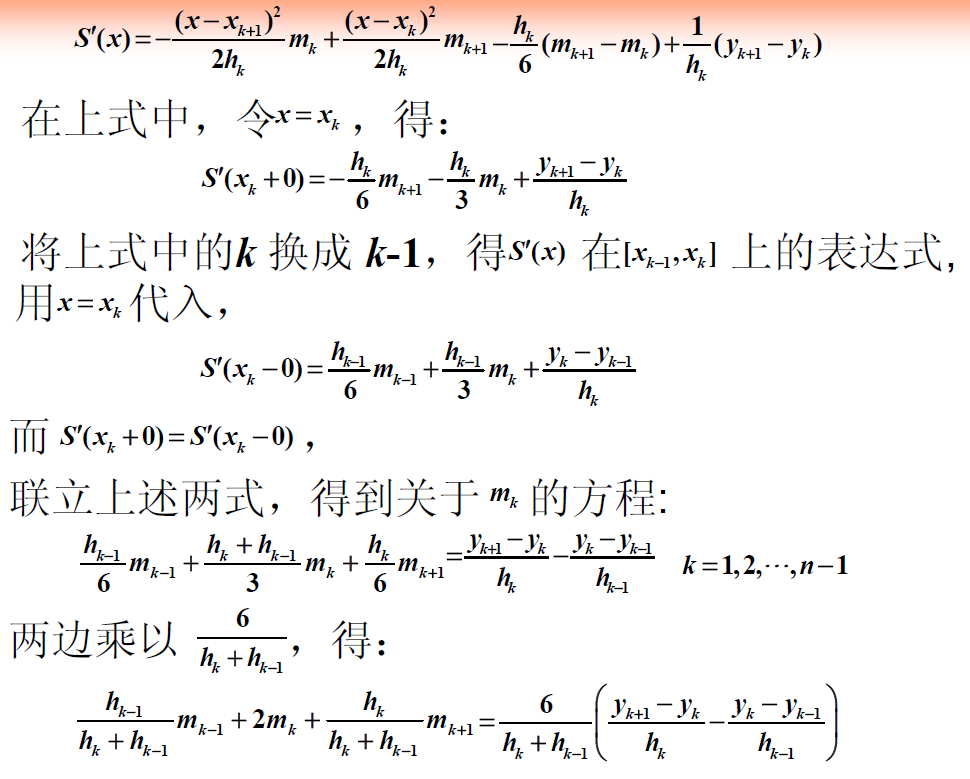 S′(x) = −\frac{(x−x_{k+1})^2}{2h_k} m_k + \frac{(x−x_k)^2}{2h_k} m_{k+1} − \frac{h_k}{6}(m_{k+1}−m_k) + \frac{1}{h_k}(y_{k+1}−y_k)
在上式中，令x = x_k，得：
S′(x_k+0) = −\frac{h_k}{6} m_{k+1} − \frac{h_k}{3} m_k + \frac{y_{k+1}−y_k}{h_k}
将上式中的k 换成 k-1，得S′(x) 在[x_{k−1},x_k] 上的表达式,
用x = x_k代入，
S′(x_k−0) = \frac{h_{k−1}}{6} m_{k−1} + \frac{h_{k−1}}{3} m_k + \frac{y_k−y_{k−1}}{h_k}
而 S′(x_k+0) = S′(x_k−0)，
联立上述两式，得到关于 m_k 的方程:
\frac{h_{k−1}}{6} m_{k−1} + \frac{h_k+h_{k−1}}{3} m_k + \frac{h_k}{6} m_{k+1} = \frac{y_{k+1}−y_k}{h_k} − \frac{y_k−y_{k−1}}{h_{k−1}} k = 1,2,⋯,n−1
两边乘以 \frac{6}{h_k+h_{k−1}}，得：
\frac{h_{k−1}}{h_k+h_{k−1}} m_{k−1} + 2m_k + \frac{h_k}{h_k+h_{k−1}} m_{k+1} = \frac{6}{h_k+h_{k−1}} (\frac{y_{k+1}−y_k}{h_k} − \frac{y_k−y_{k−1}}{h_{k−1}})